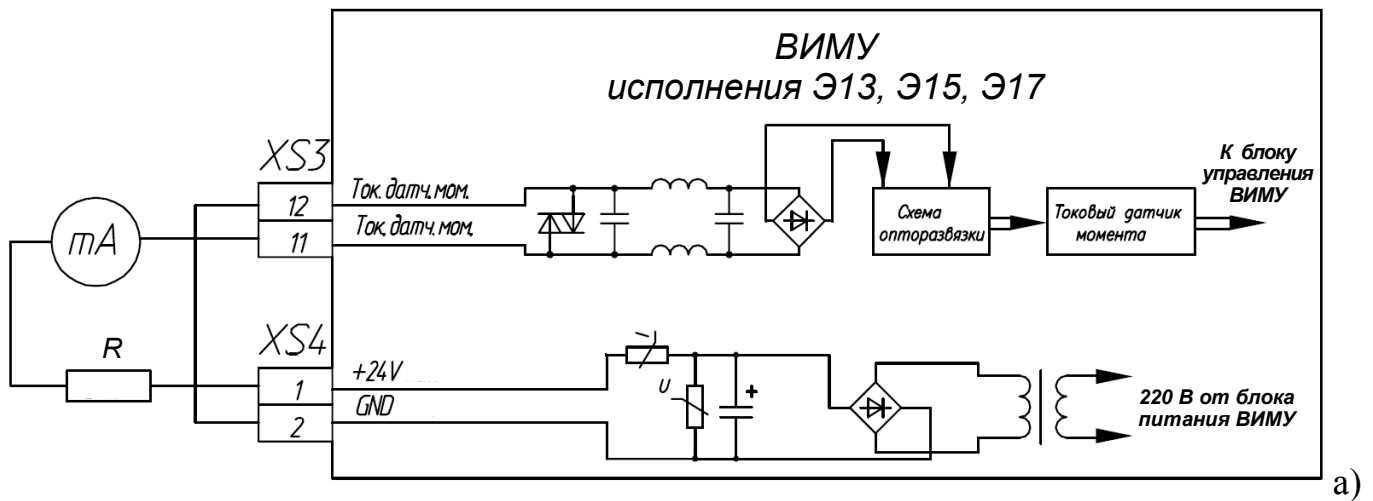 ВИМУ
исполнения Э13, Э15, Э17
XS3
12
Ток. датч. мом.
11
Ток. датч. мом.
mA
Схема
опторазвязки
Токовый датчик
момента
К блоку
управления
ВИМУ
R
XS4
1
+24V
2
GND
U
+
220 В от блока
питания ВИМУ
а)